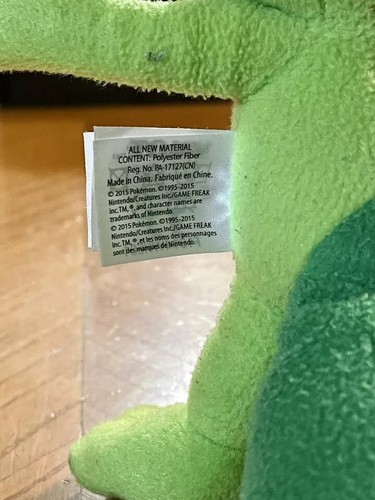 ALL NEW MATERIAL
CONTENT: Polyester Fiber
Reg. No. PA-17127(CN)
Made in China. Fabriqué en Chine.
© 2015 Pokémon. ©1995-2015
Nintendo/Creatures Inc./GAME FREAK
inc.TM, ®, and character names are
trademarks of Nintendo.
© 2015 Pokémon. ©1995-2015
Nintendo/Creatures Inc./GAME FREAK
inc.TM, ®, et les noms des personnages
sont des marques de Nintendo.